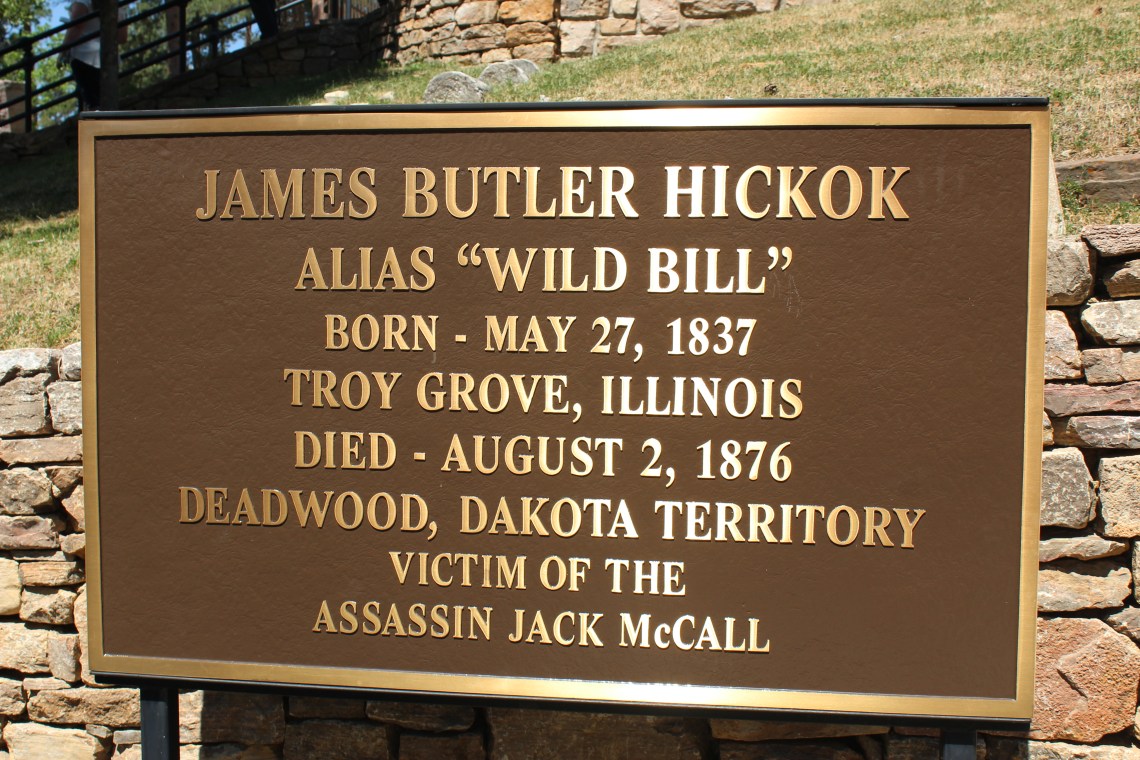 JAMES BUTLER HICKOK
ALIAS “WILD BILL”
BORN - MAY 27, 1837
TROY GROVE, ILLINOIS
DIED - AUGUST 2, 1876
DEADWOOD, DAKOTA TERRITORY
VICTIM OF THE
ASSASSIN JACK McCALL